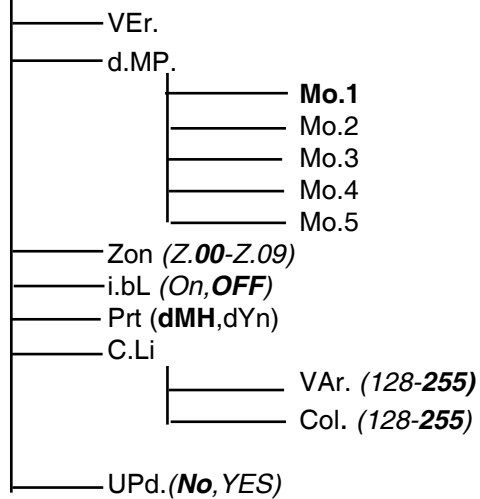 VEr.
d.MP.
Mo.1
Mo.2
Mo.3
Mo.4
Mo.5
Zon (Z.00-Z.09)
i.bL (On,OFF)
Prt (dMH,dYn)
C.Li
VAr. (128-255)
Col. (128-255)
UPd.(No,YES)